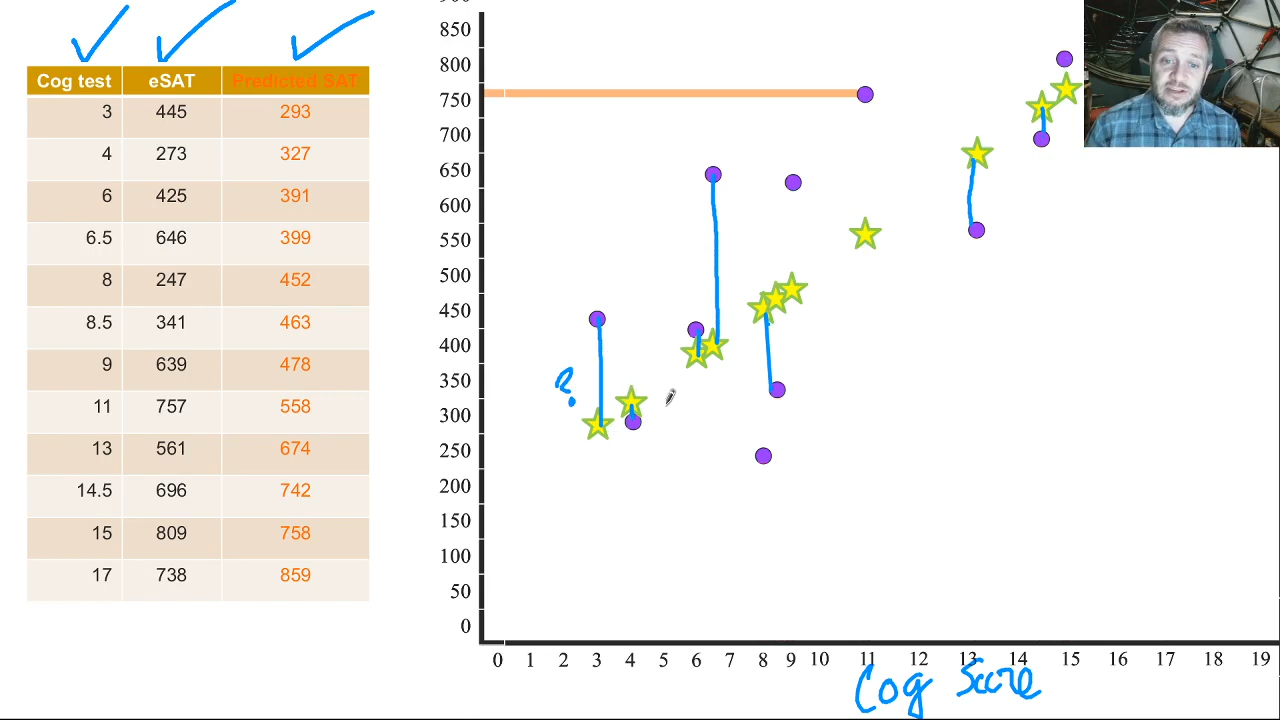 Cog test eSAT Predicted SAT
3 445 293
4 273 327
6 425 391
6.5 646 399
8 247 452
8.5 341 463
9 639 478
11 757 558
13 561 674
14.5 696 742
15 809 758
17 738 859
850
800
750
700
650
600
550
500
450
400
350
300
250
200
150
100
50
0
?
0 1 2 3 4 5 6 7 8 9 10 11 12 13 14 15 16 17 18 19
Cog Score